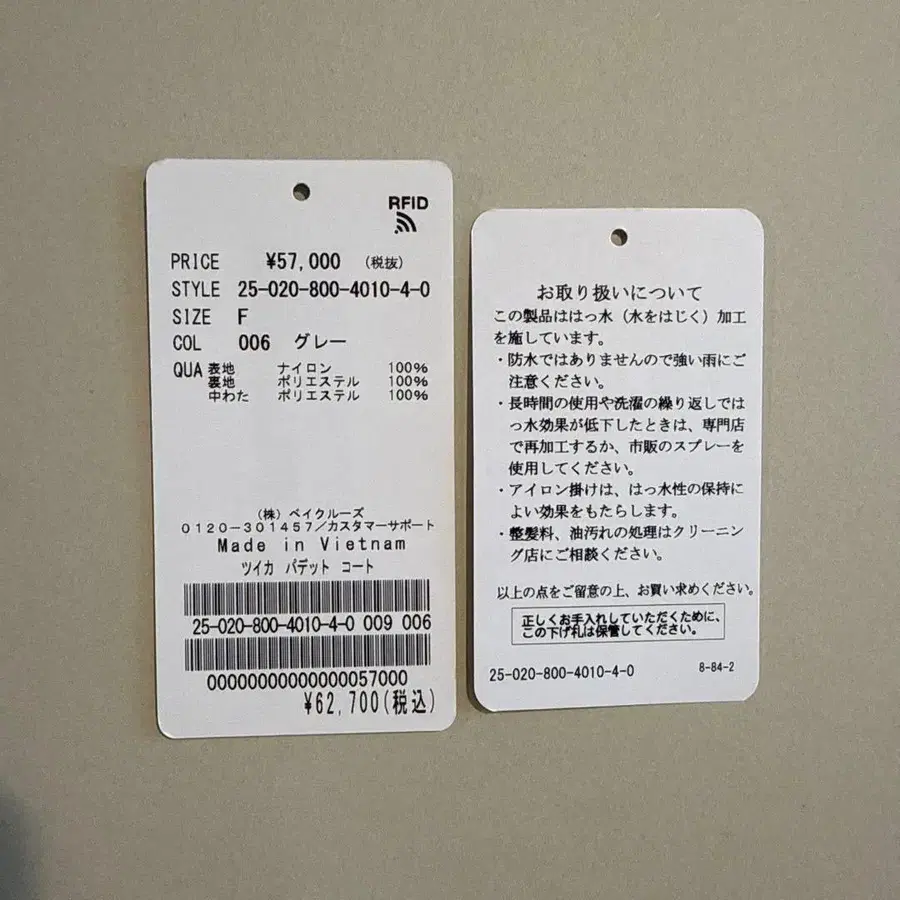 RFID
PRICE ¥57,000 (税抜)
STYLE 25-020-800-4010-4-0
SIZE F
COL 006 グレー
QUA 表地 ナイロン 100%
裏地 ポリエステル 100%
中わた ポリエステル 100%
(株) ベイクルーズ
0120-301457/カスタマーサポート
Made in Vietnam
ツイカ パデット コート
25-020-800-4010-4-0 009 006
00000000000000057000
¥62,700(税込)
お取り扱いについて
この製品ははっ水（水をはじく）加工
を施しています。
・防水ではありませんので強い雨にご
注意ください。
・長時間の使用や洗濯の繰り返しでは
っ水効果が低下したときは、専門店
で再加工するか、市販のスプレーを
使用してください。
・アイロン掛けは、はっ水性の保持に
よい効果をもたらします。
・整髪料、油汚れの処理はクリーニン
グ店にご相談ください。
以上の点をご留意の上、お買い求めください。
正しくお手入れしていただくために、
この下げ札は保管してください。
25-020-800-4010-4-0 8-84-2